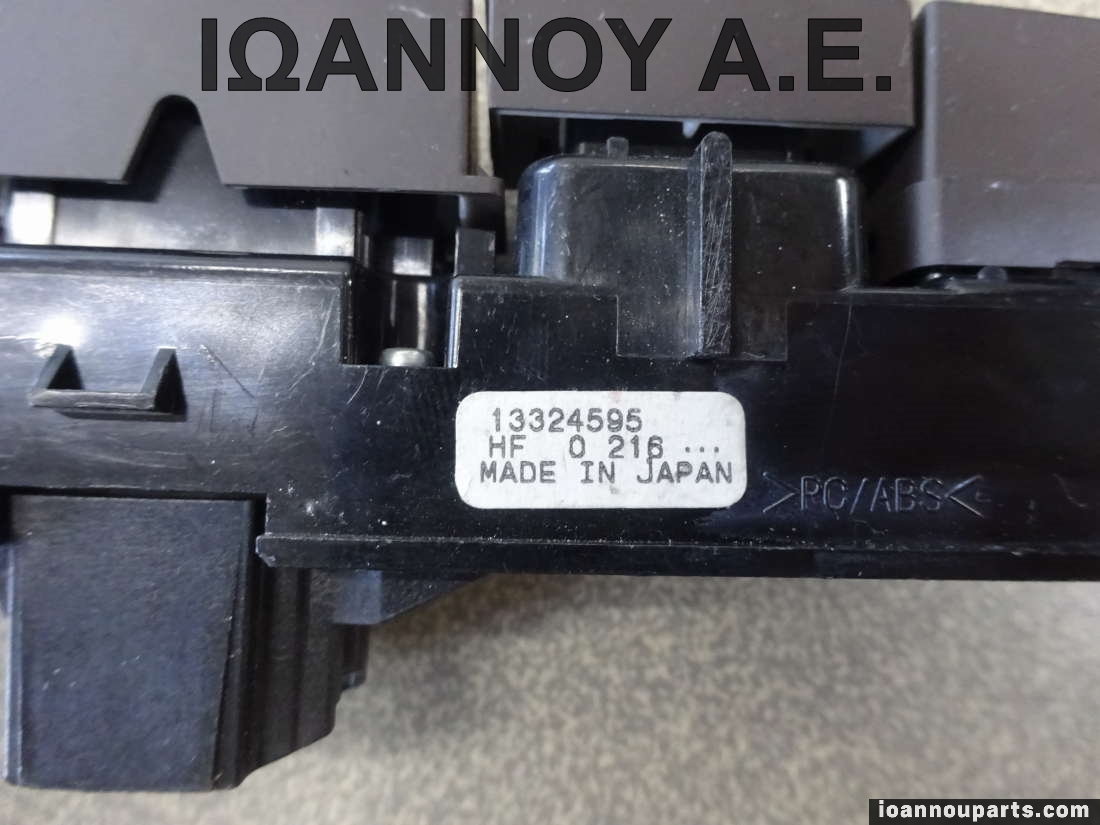 ΙΩΑΝΝΟΥ Α.Ε.
13324595
HF 0 216 ...
MADE IN JAPAN
>PC/ABS<
ioannouparts.com